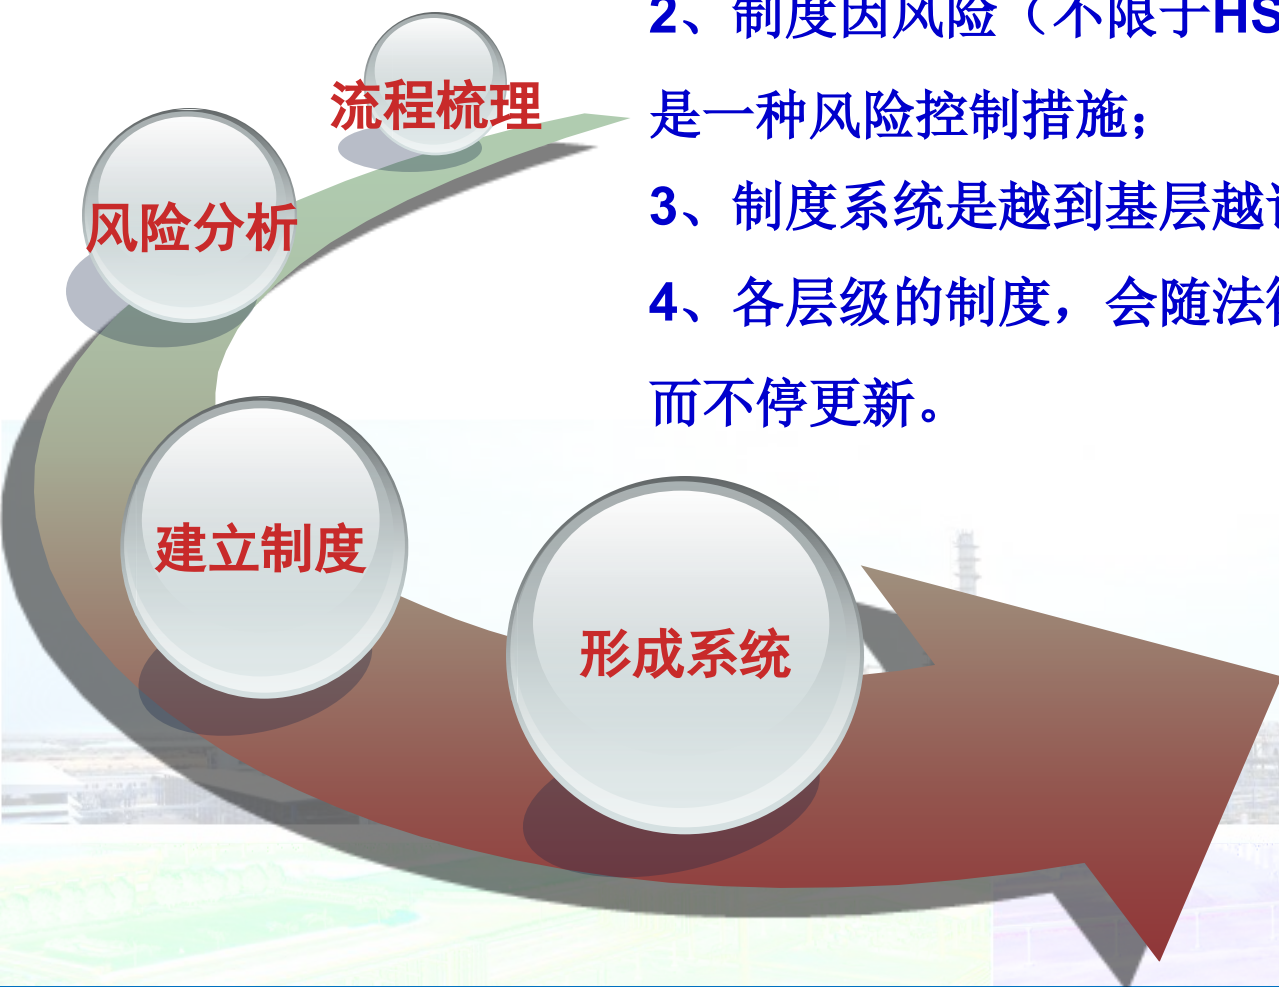 2、制度因风险（不限于HS
是一种风险控制措施；
3、制度系统是越到基层越
4、各层级的制度，会随法
而不停更新。
流程梳理
风险分析
建立制度
形成系统